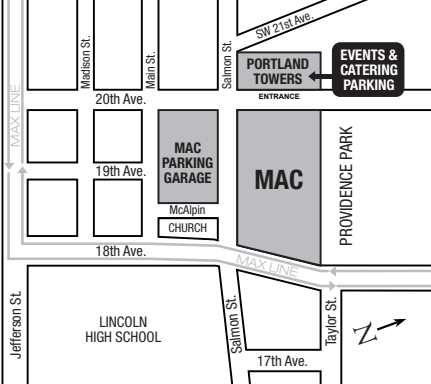 SW 21st Ave.
Madison St.
Main St.
Salmon St.
PORTLAND
TOWERS
ENTRANCE
EVENTS &
CATERING
PARKING
20th Ave.
MAX LINE
MAC
PARKING
GARAGE
19th Ave.
MAC
PROVIDENCE PARK
McAlpin
CHURCH
18th Ave.
MAX LINE
Jefferson St.
LINCOLN
HIGH SCHOOL
Salmon St.
Taylor St.
N
17th Ave.